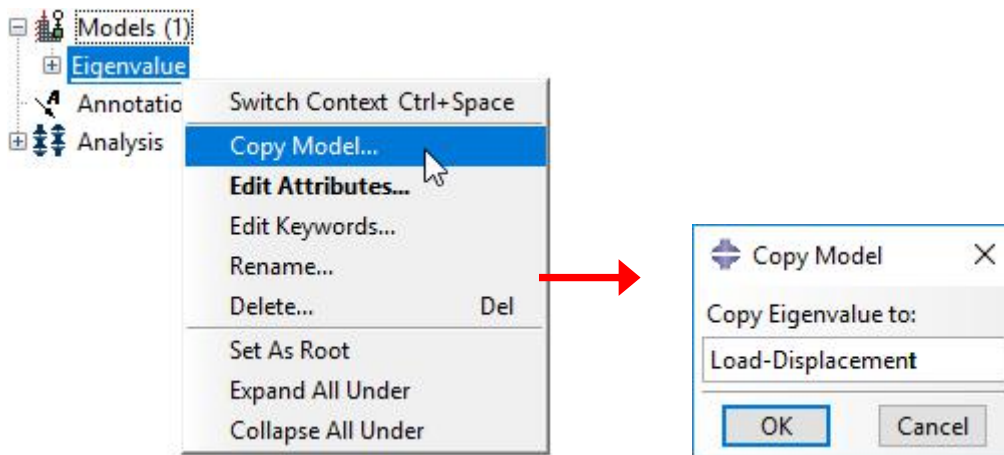 Models (1)
Eigenvalue
Annotatio
Analysis
Switch Context Ctrl+Space
Copy Model...
Edit Attributes...
Edit Keywords...
Rename...
Delete... Del
Set As Root
Expand All Under
Collapse All Under
Copy Model
Copy Eigenvalue to:
Load-Displacement
OK Cancel